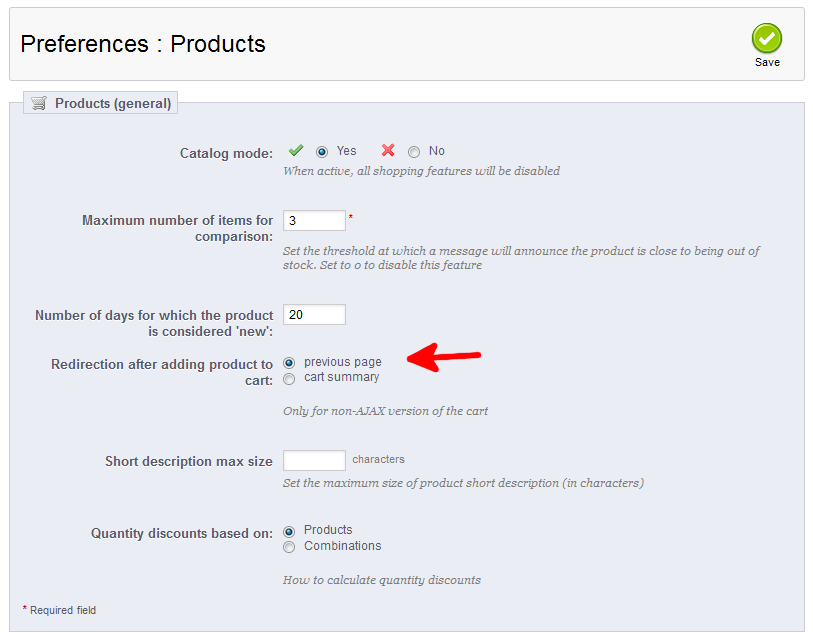 Preferences : Products
Save
Products (general)
Catalog mode:
Yes
No
When active, all shopping features will be disabled
Maximum number of items for
comparison:
3 *
Set the threshold at which a message will announce the product is close to being out of
stock. Set to 0 to disable this feature
Number of days for which the product
is considered 'new':
20
Redirection after adding product to
cart:
previous page
cart summary
Only for non-AJAX version of the cart
Short description max size
characters
Set the maximum size of product short description (in characters)
Quantity discounts based on:
Products
Combinations
How to calculate quantity discounts
* Required field